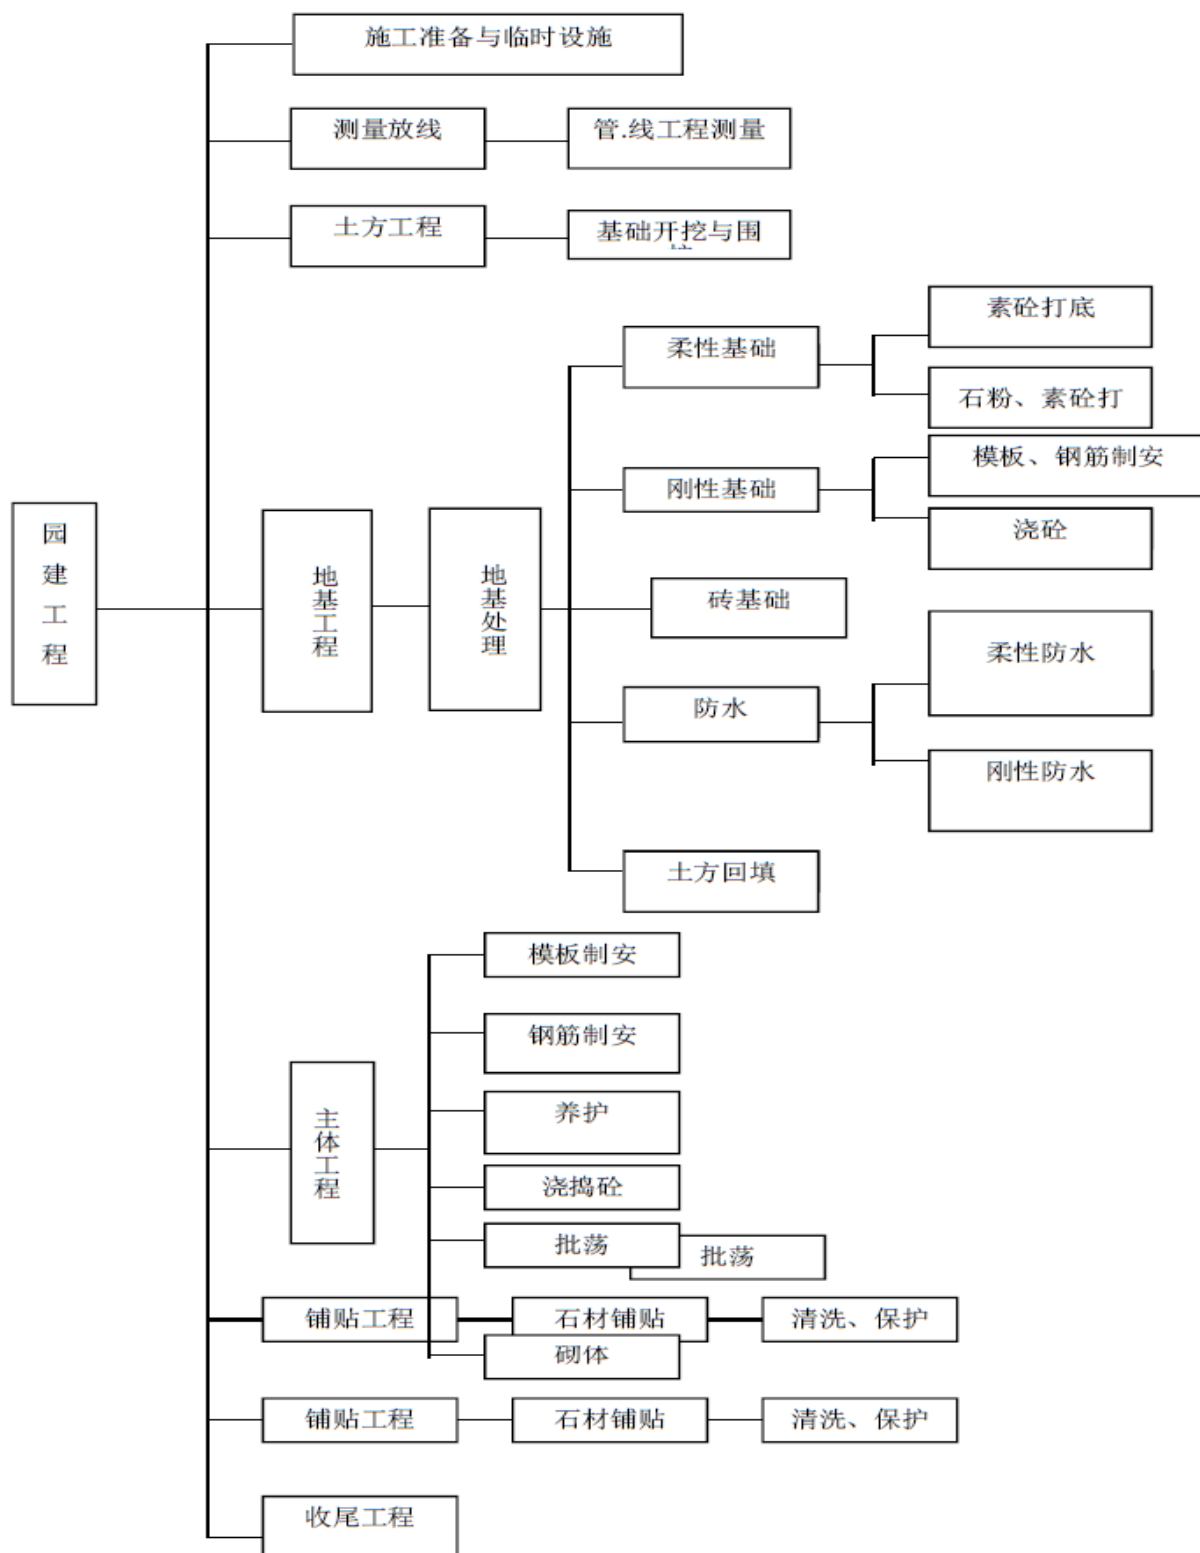 施工准备与临时设施
测量放线
管.线工程测量
土方工程
基础开挖与围
柔性基础
素砼打底
石粉、素砼打
刚性基础
模板、钢筋制安
浇砼
园建工程
地基工程
地基处理
砖基础
防水
柔性防水
刚性防水
土方回填
主体工程
模板制安
钢筋制安
养护
浇捣砼
批荡
批荡
铺贴工程
石材铺贴
清洗、保护
砌体
铺贴工程
石材铺贴
清洗、保护
收尾工程